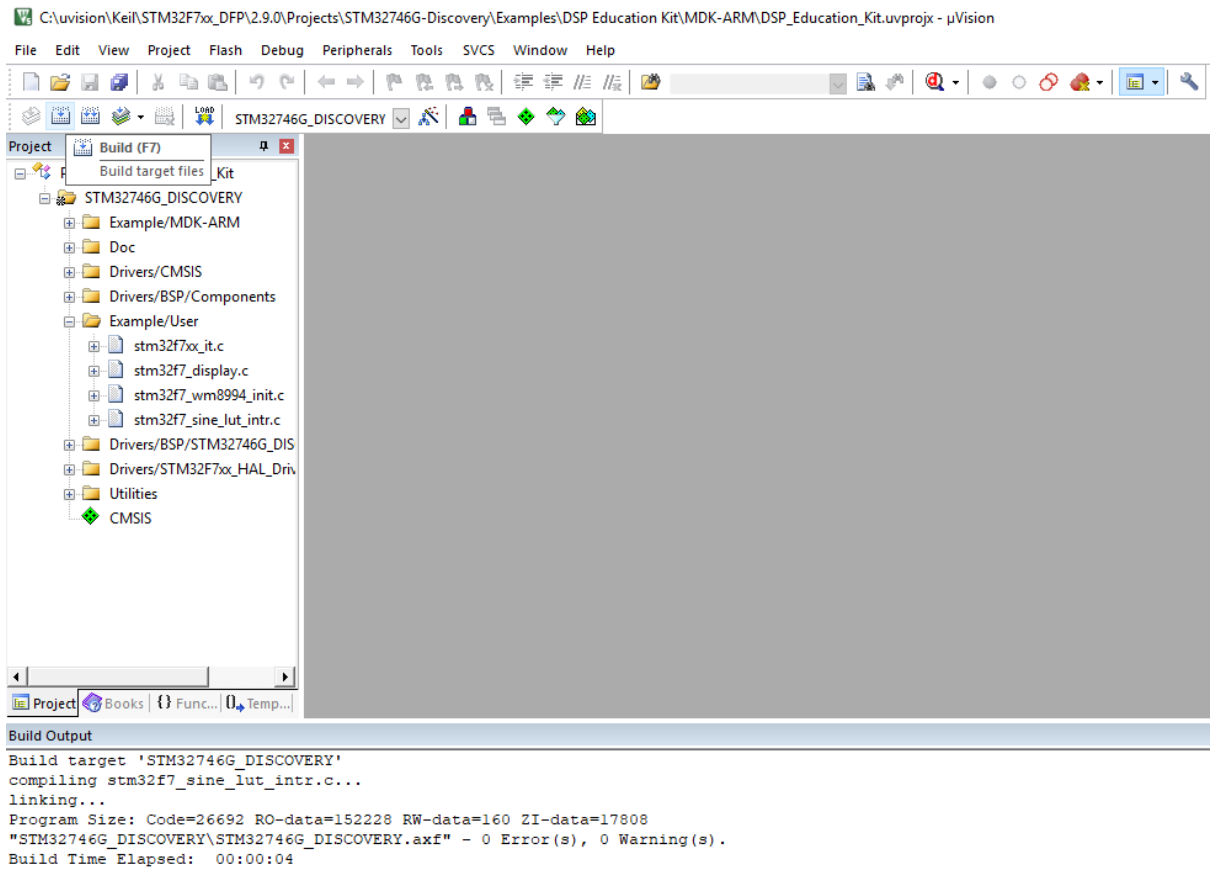 C:\uvision\Keil\STM32F7xx_DFP\2.9.0\Projects\STM32746G-Discovery\Examples\DSP Education Kit\MDK-ARM\DSP_Education_Kit.uvprojx - µVision
File Edit View Project Flash Debug Peripherals Tools SVCS Window Help
LOAD
STM32746G_DISCOVERY
Project
Build (F7)
Build target files
_Kit
STM32746G_DISCOVERY
Example/MDK-ARM
Doc
Drivers/CMSIS
Drivers/BSP/Components
Example/User
stm32f7xx_it.c
stm32f7_display.c
stm32f7_wm8994_init.c
stm32f7_sine_lut_intr.c
Drivers/BSP/STM32746G_DIS
Drivers/STM32F7xx_HAL_Driv
Utilities
CMSIS
Project Books {} Func... Temp...
Build Output
Build target 'STM32746G_DISCOVERY'
compiling stm32f7_sine_lut_intr.c...
linking...
Program Size: Code=26692 RO-data=152228 RW-data=160 ZI-data=17808
"STM32746G_DISCOVERY\STM32746G_DISCOVERY.axf" - 0 Error(s), 0 Warning(s).
Build Time Elapsed:  00:00:04